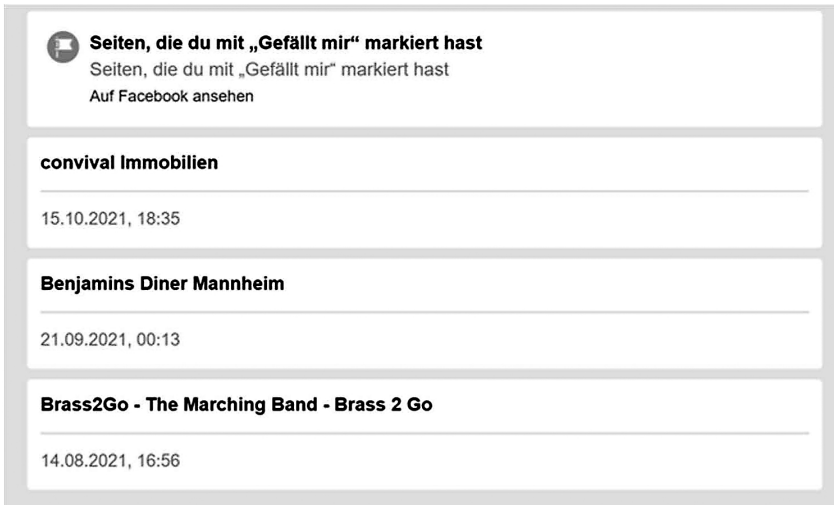 Seiten, die du mit „Gefällt mir“ markiert hast
Seiten, die du mit „Gefällt mir“ markiert hast
Auf Facebook ansehen
convival Immobilien
15.10.2021, 18:35
Benjamins Diner Mannheim
21.09.2021, 00:13
Brass2Go - The Marching Band - Brass 2 Go
14.08.2021, 16:56